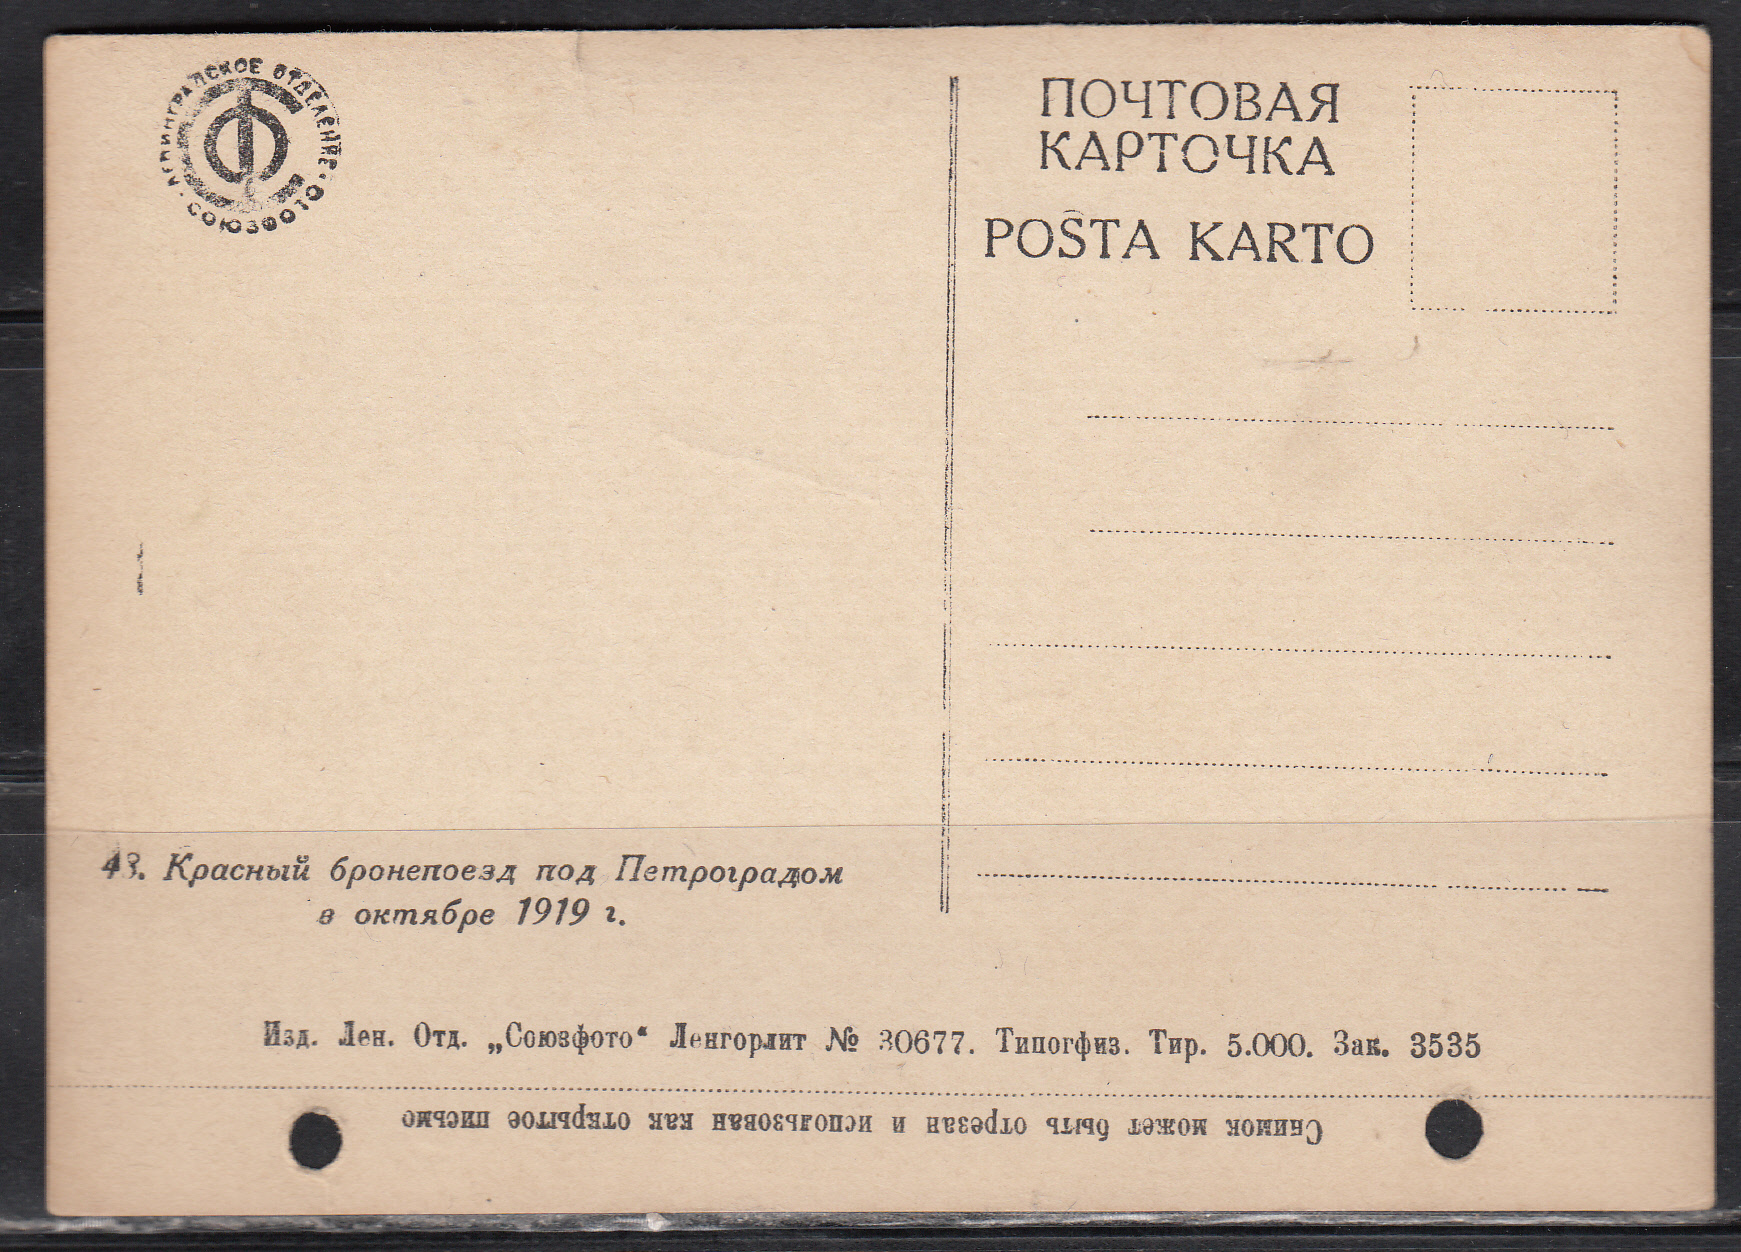 ЛЕНИНГРАДСКОЕ ОТДЕЛЕНИЕ · СОЮЗФОТО ·
ПОЧТОВАЯ
КАРТОЧКА
POŜTA KARTO
43. Красный бронепоезд под Петроградом
в октябре 1919 г.
Изд. Лен. Отд. „Союзфото“ Ленгорлит № 30677. Типогфиз. Тир. 5.000. Зак. 3535
Снимок может быть отрезан и использован как открытое письмо